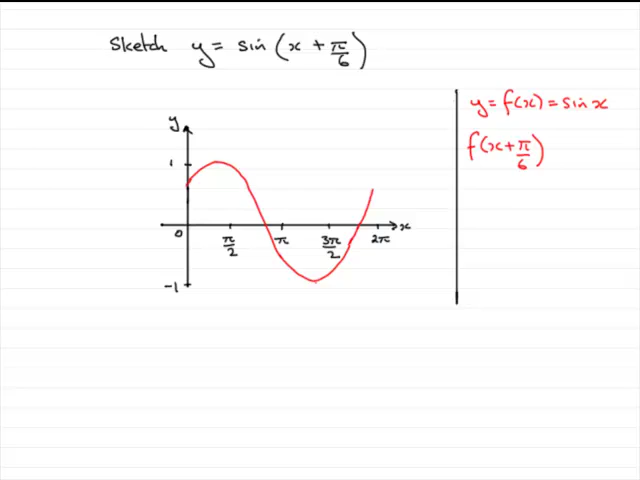 Sketch y = sin (x + π/6)
y = f(x) = sin x
f(x + π/6)
y
1
0 π/2 π 3π/2 2π x
-1